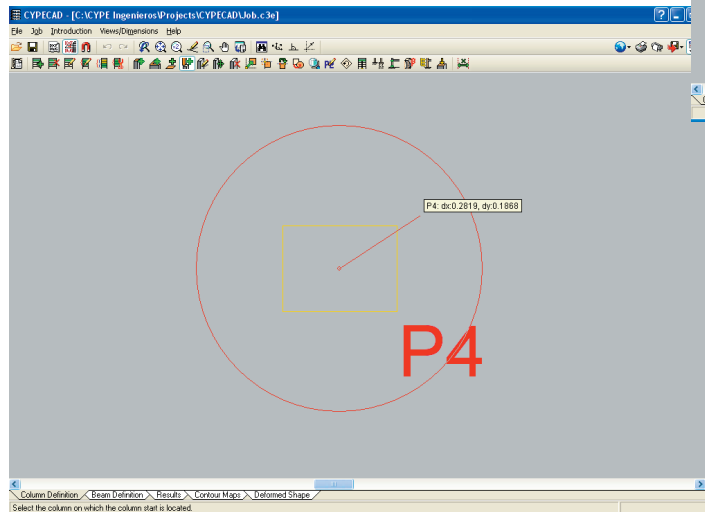 CYPECAD - [C:\CYPE Ingenieros\Projects\CYPECAD\Job.c3e]
File Job Introduction Views/Dimensions Help
P4: dx:0.2819, dy:0.1868
P4
Column Definition Beam Definition Results Contour Maps Deformed Shape
Select the column on which the column start is located.